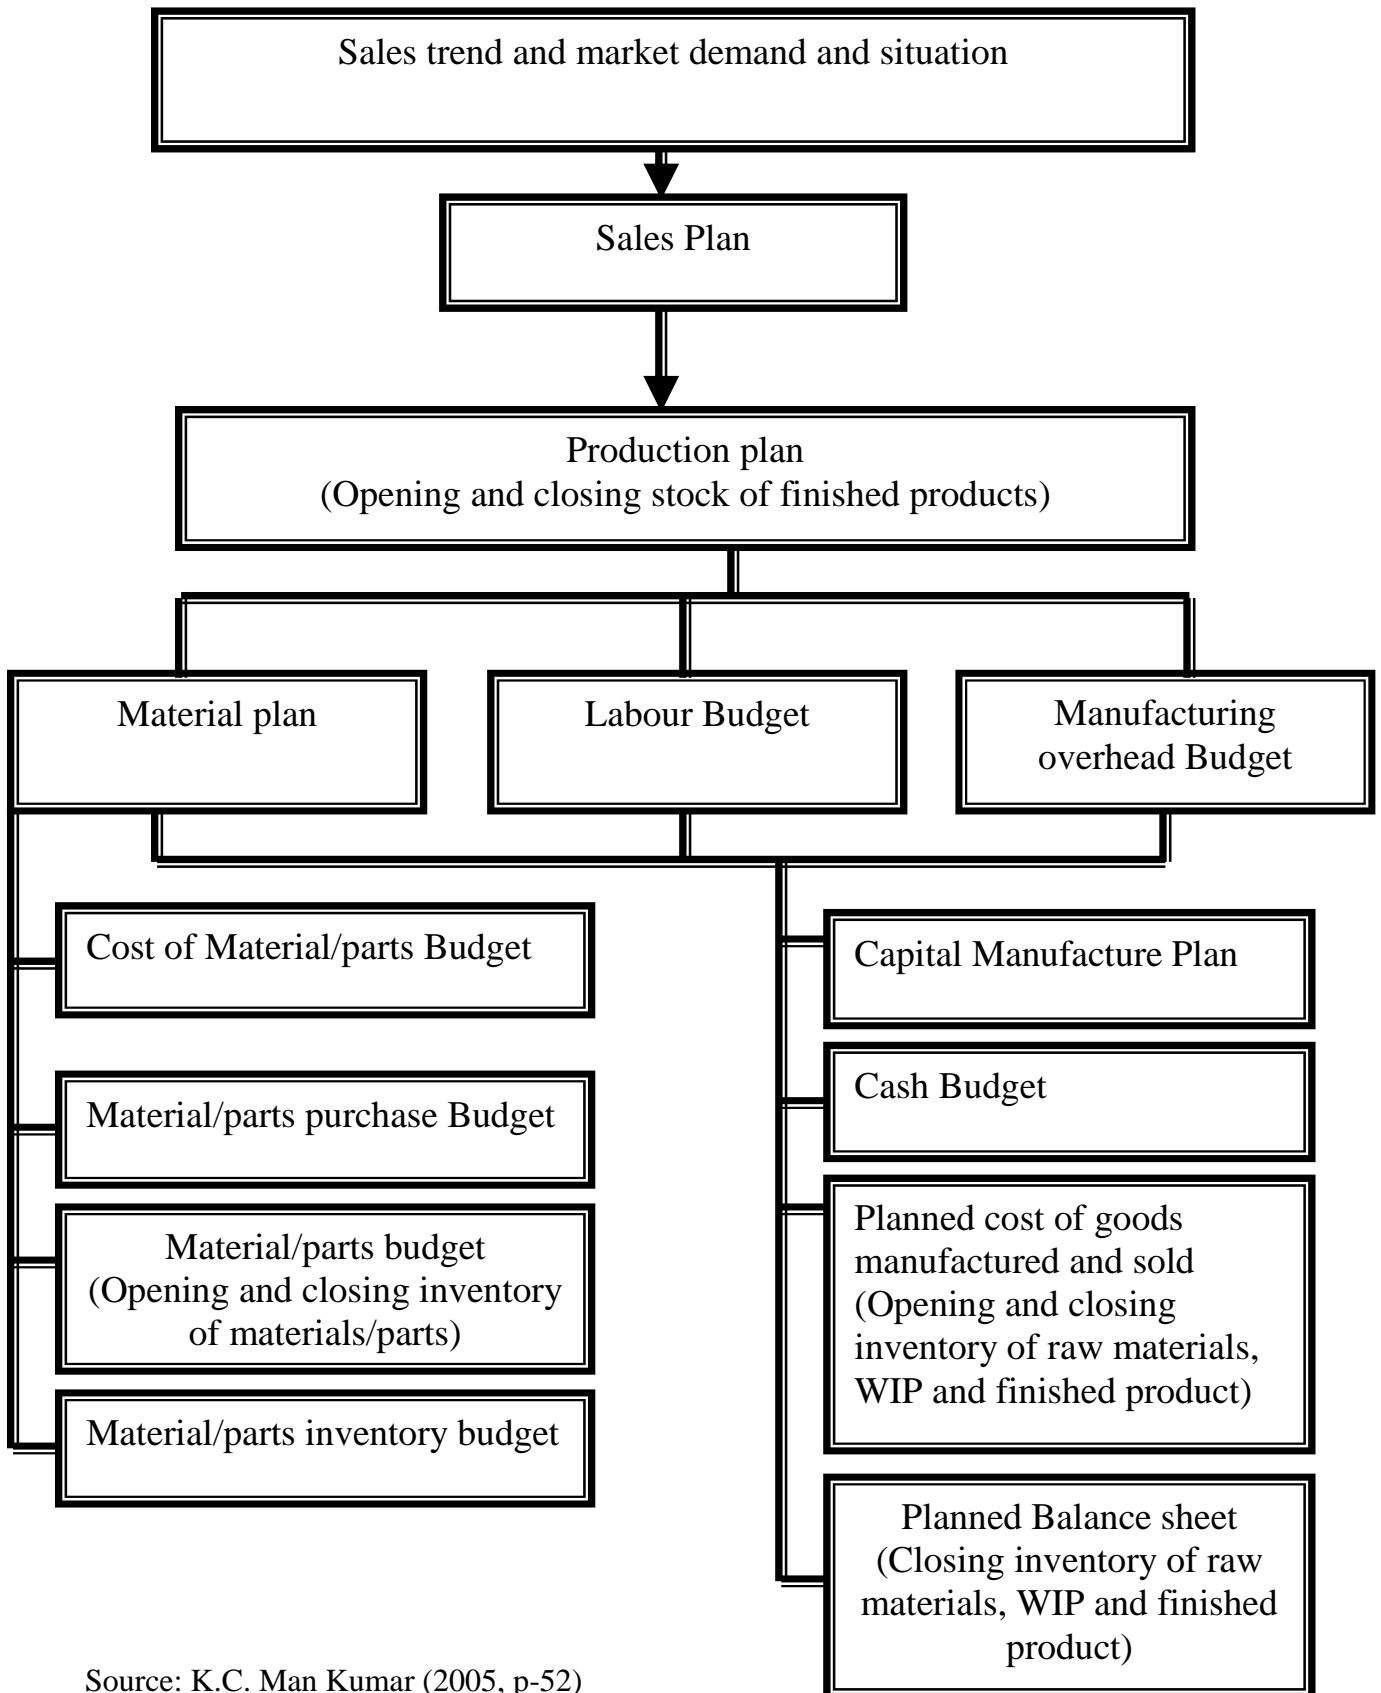 Sales trend and market demand and situation
Sales Plan
Production plan
(Opening and closing stock of finished products)
Material plan
Labour Budget
Manufacturing
overhead Budget
Cost of Material/parts Budget
Material/parts purchase Budget
Material/parts budget
(Opening and closing inventory
of materials/parts)
Material/parts inventory budget
Capital Manufacture Plan
Cash Budget
Planned cost of goods
manufactured and sold
(Opening and closing
inventory of raw materials,
WIP and finished product)
Planned Balance sheet
(Closing inventory of raw
materials, WIP and finished
product)
Source: K.C. Man Kumar (2005, p-52)